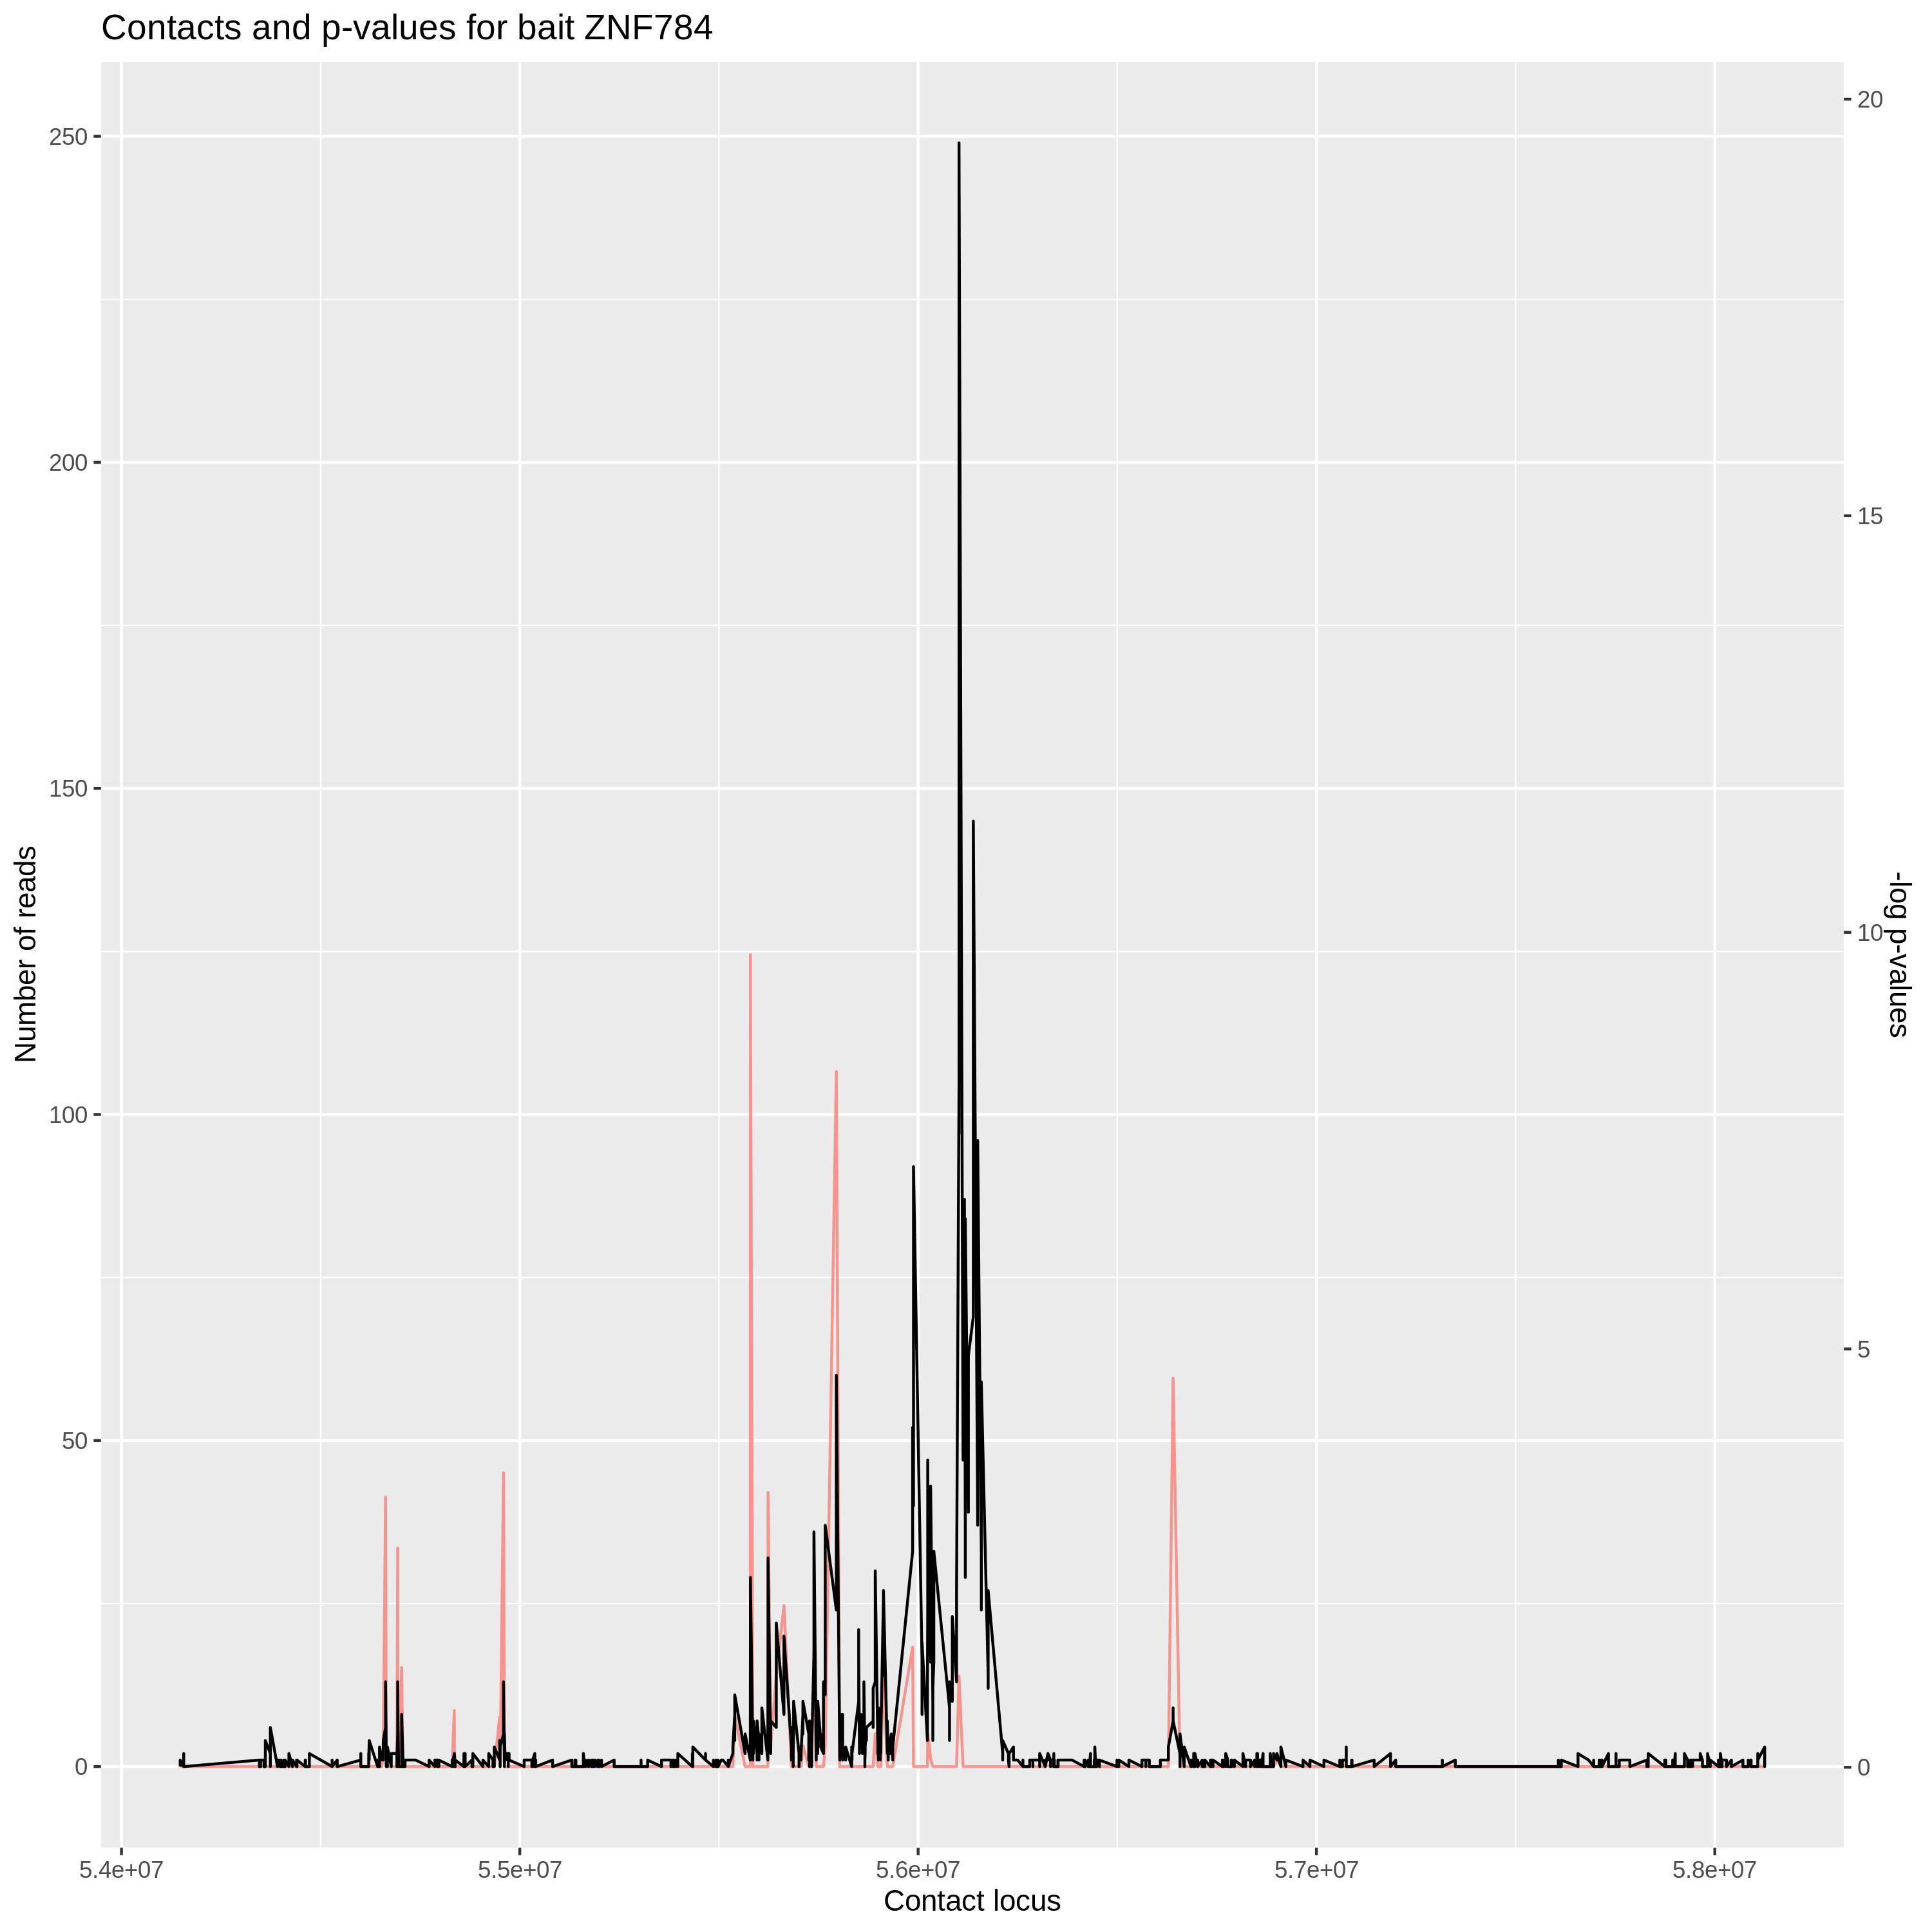 Contacts and p-values for bait ZNF784
250
200
150
100
50
0
Number of reads
20
15
10
5
0
-log p-values
5.4e+07
5.5e+07
5.6e+07
5.7e+07
5.8e+07
Contact locus